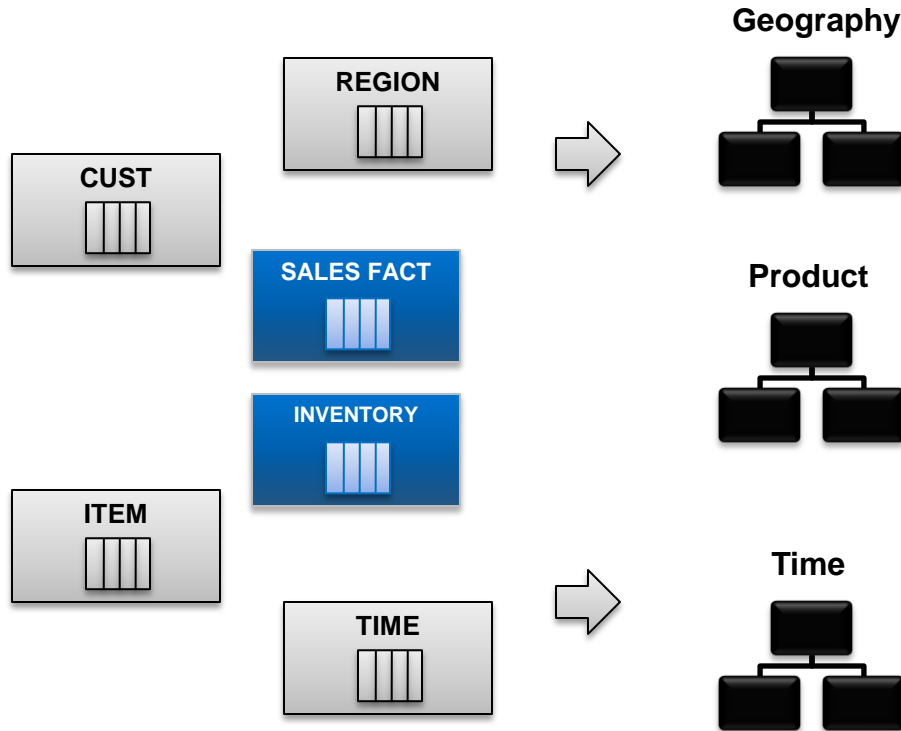 Geography
REGION
CUST
SALES FACT
Product
INVENTORY
ITEM
Time
TIME